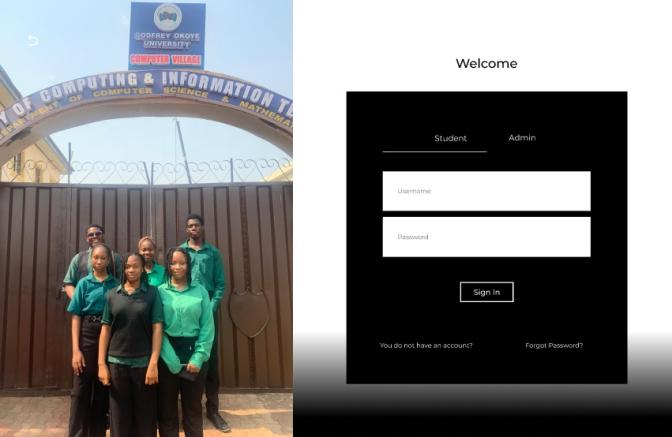 GODFREY OKOYE
UNIVERSITY
COMPUTER VILLAGE
Y OF COMPUTING & INFORMATION TE
DEPARTMENT OF COMPUTER SCIENCE & MATHEMA
Welcome
Student
Admin
Username
Password
Sign In
You do not have an account?
Forgot Password?